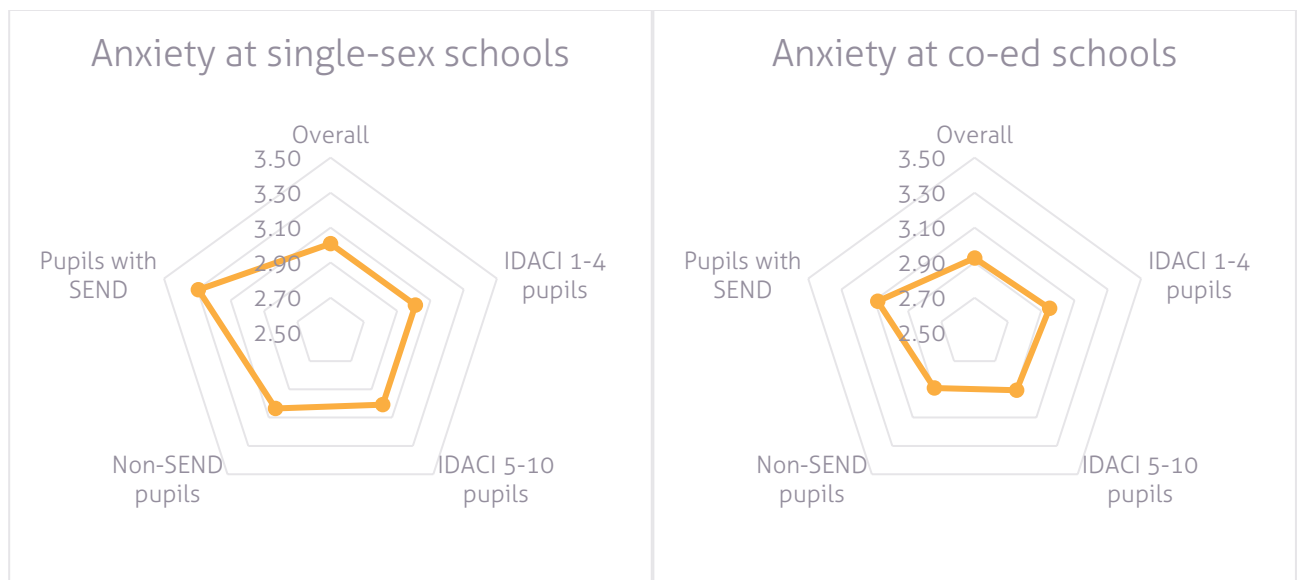 Anxiety at single-sex schools
Overall
3.50
3.30
3.10
2.90
2.70
2.50
IDACI 1-4
pupils
IDACI 5-10
pupils
Non-SEND
pupils
Pupils with
SEND
Anxiety at co-ed schools
Overall
3.50
3.30
3.10
2.90
2.70
2.50
IDACI 1-4
pupils
IDACI 5-10
pupils
Non-SEND
pupils
Pupils with
SEND